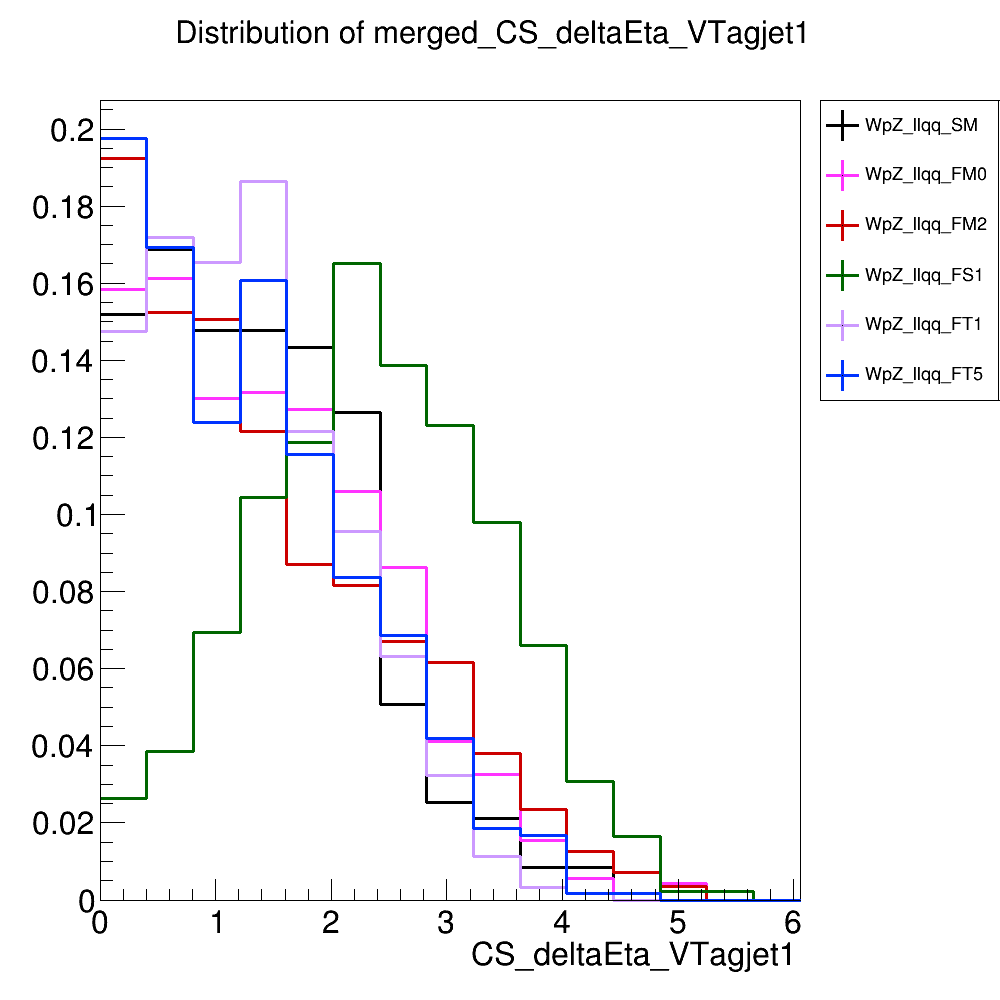 Distribution of merged_CS_deltaEta_VTagjet1
0.2
0.18
0.16
0.14
0.12
0.1
0.08
0.06
0.04
0.02
0
0 1 2 3 4 5 6
CS_deltaEta_VTagjet1
WpZ_llqq_SM
WpZ_llqq_FM0
WpZ_llqq_FM2
WpZ_llqq_FS1
WpZ_llqq_FT1
WpZ_llqq_FT5